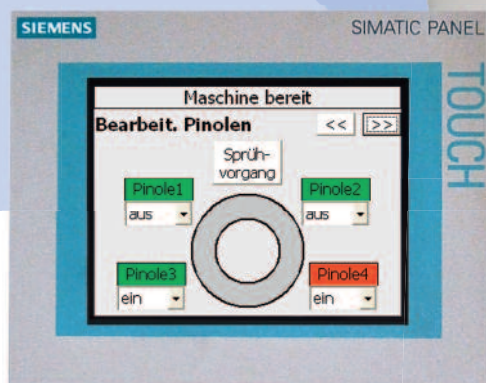 SIEMENS
SIMATIC PANEL
TOUCH
Maschine bereit
Bearbeit. Pinolen << >>
Sprüh-
vorgang
Pinole1 Pinole2
aus aus
Pinole3 Pinole4
ein ein